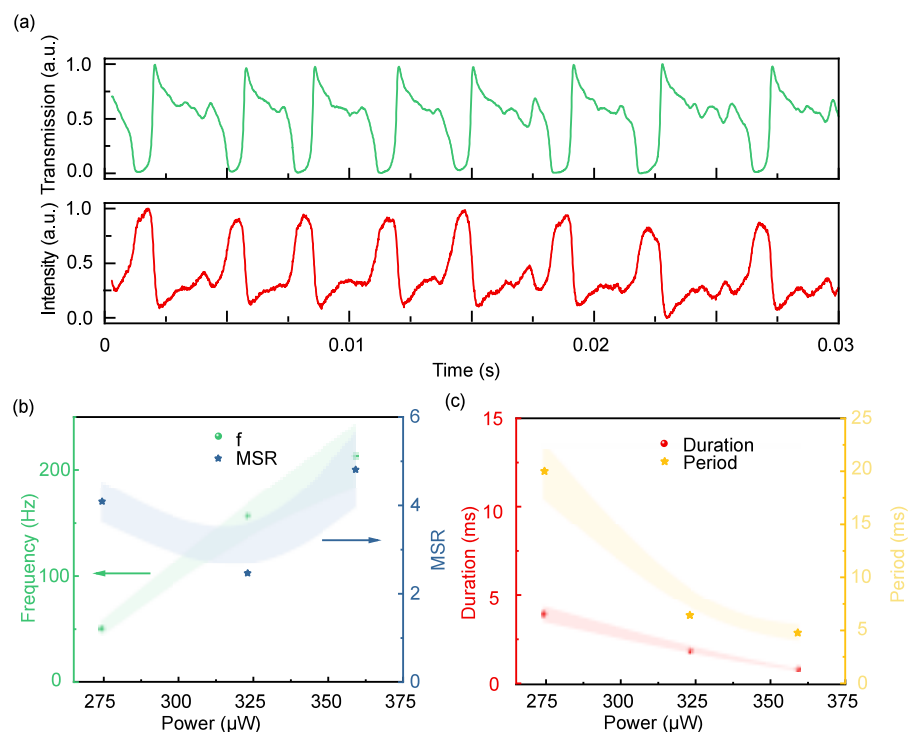 (a)
Transmission (a.u.)
1.0
0.5
0.0
Intensity (a.u.)
1.0
0.5
0.0
0 0.01 0.02 0.03
Time (s)
(b)
Frequency (Hz)
200
100
0
f
MSR
6
4
2
0
MSR
275 300 325 350 375
Power (µW)
(c)
Duration (ms)
15
10
5
0
Duration
Period
25
20
15
10
5
0
Period (ms)
275 300 325 350 375
Power (µW)